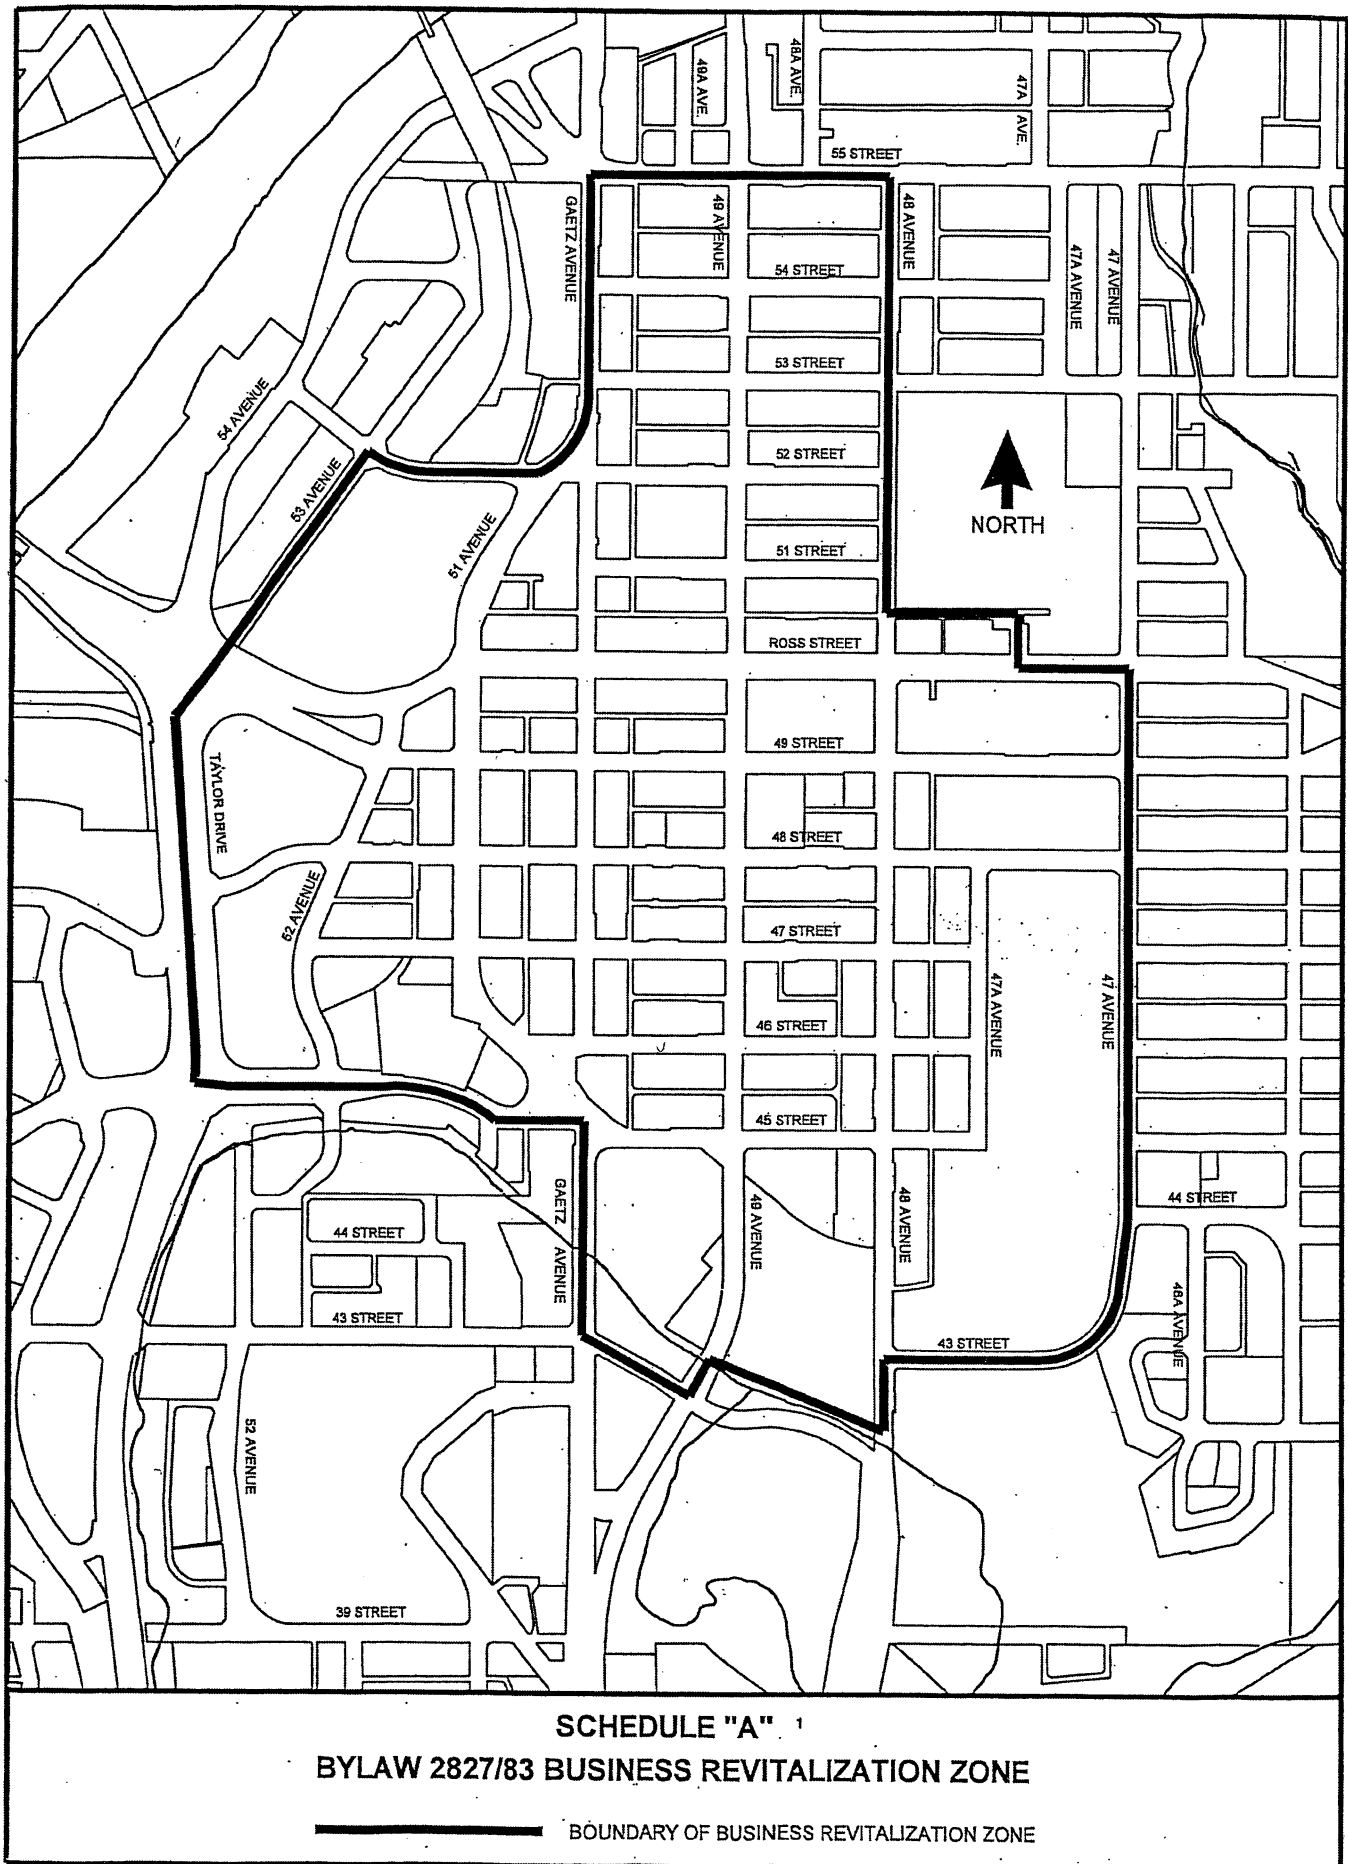 49A AVE.
48A AVE.
47A AVE.
55 STREET
GAETZ AVENUE
49 AVENUE
48 AVENUE
47A AVENUE
47 AVENUE
54 STREET
53 STREET
54 AVENUE
53 AVENUE
52 STREET
NORTH
51 AVENUE
51 STREET
ROSS STREET
49 STREET
TAYLOR DRIVE
48 STREET
52 AVENUE
47 STREET
47A AVENUE
47 AVENUE
46 STREET
45 STREET
GAETZ AVENUE
49 AVENUE
48 AVENUE
44 STREET
44 STREET
43 STREET
43 STREET
46A AVENUE
52 AVENUE
39 STREET
SCHEDULE "A". 1
BYLAW 2827/83 BUSINESS REVITALIZATION ZONE
BOUNDARY OF BUSINESS REVITALIZATION ZONE